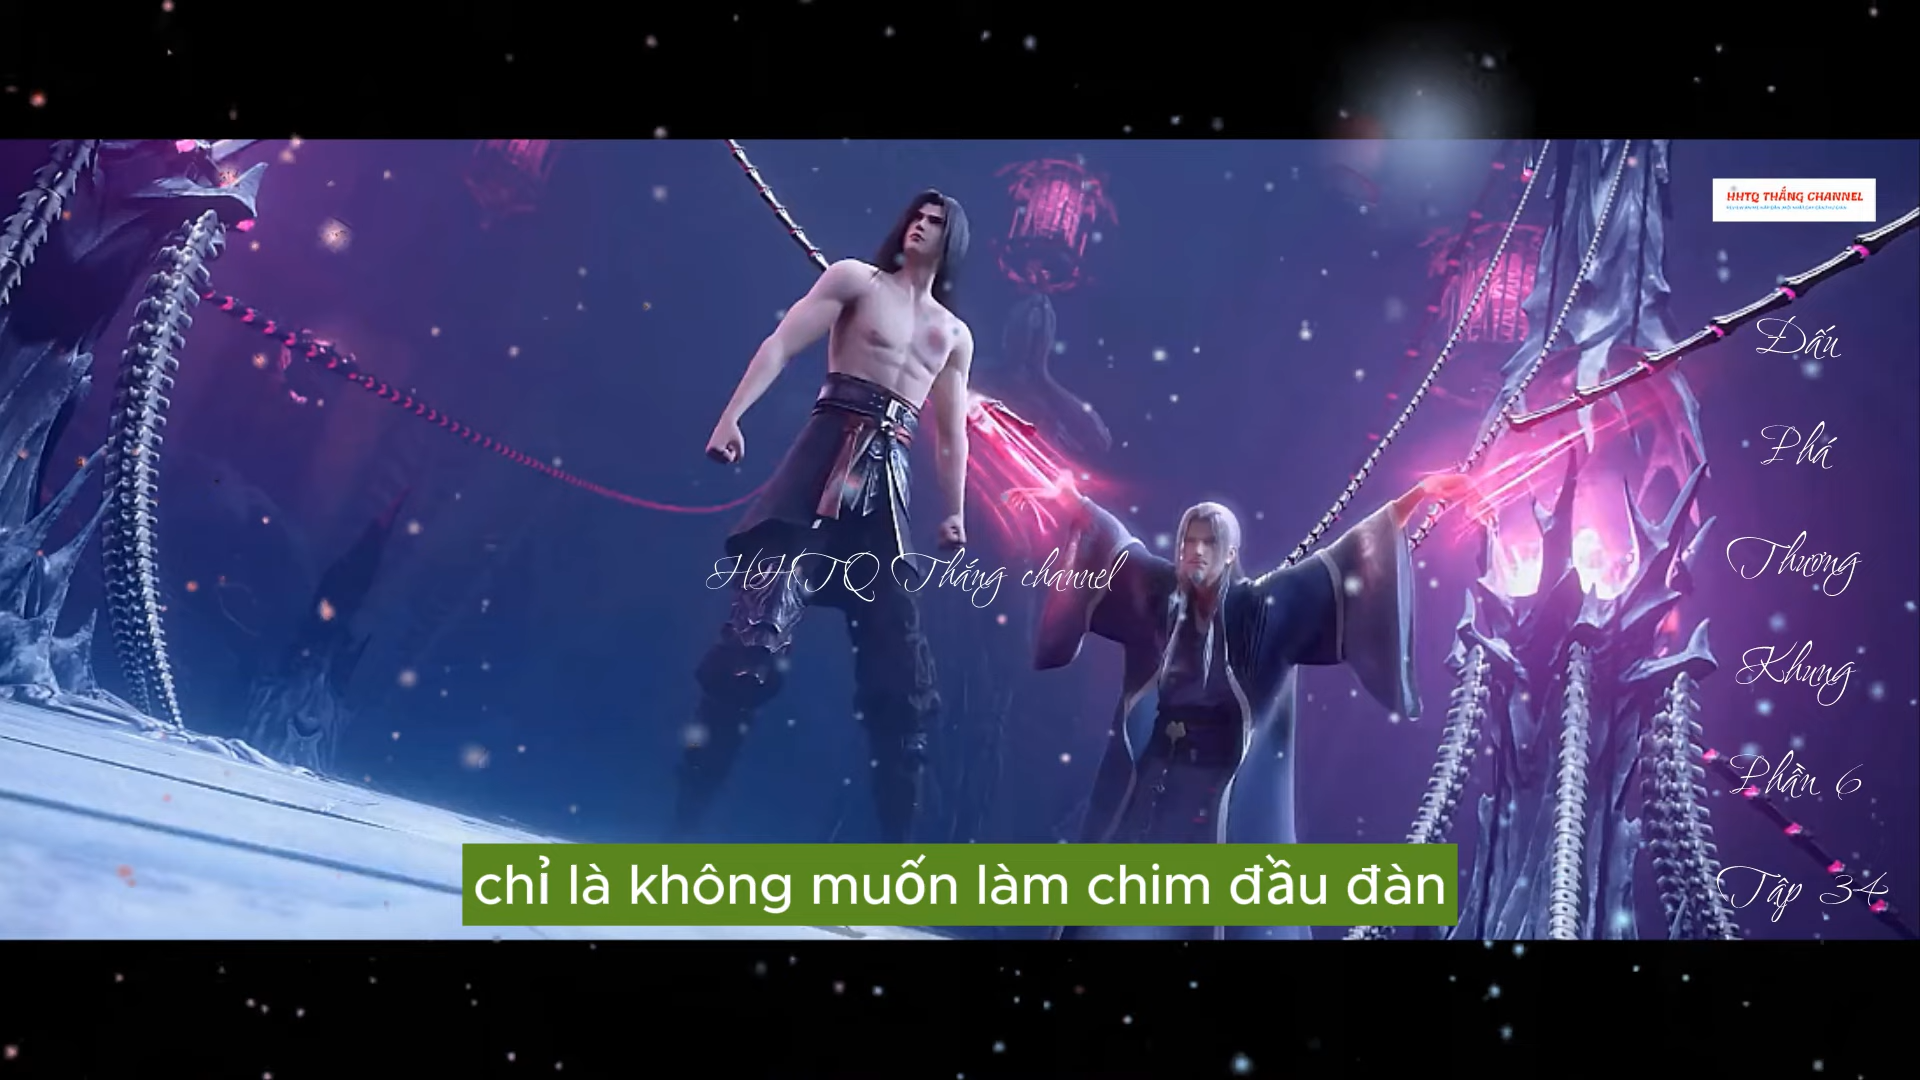 HHTQ THẮNG CHANNEL
Đấu
Phá
Thương
Khung
Phần 6
Tập 34
HHTQ Thắng channel
chỉ là không muốn làm chim đầu đàn